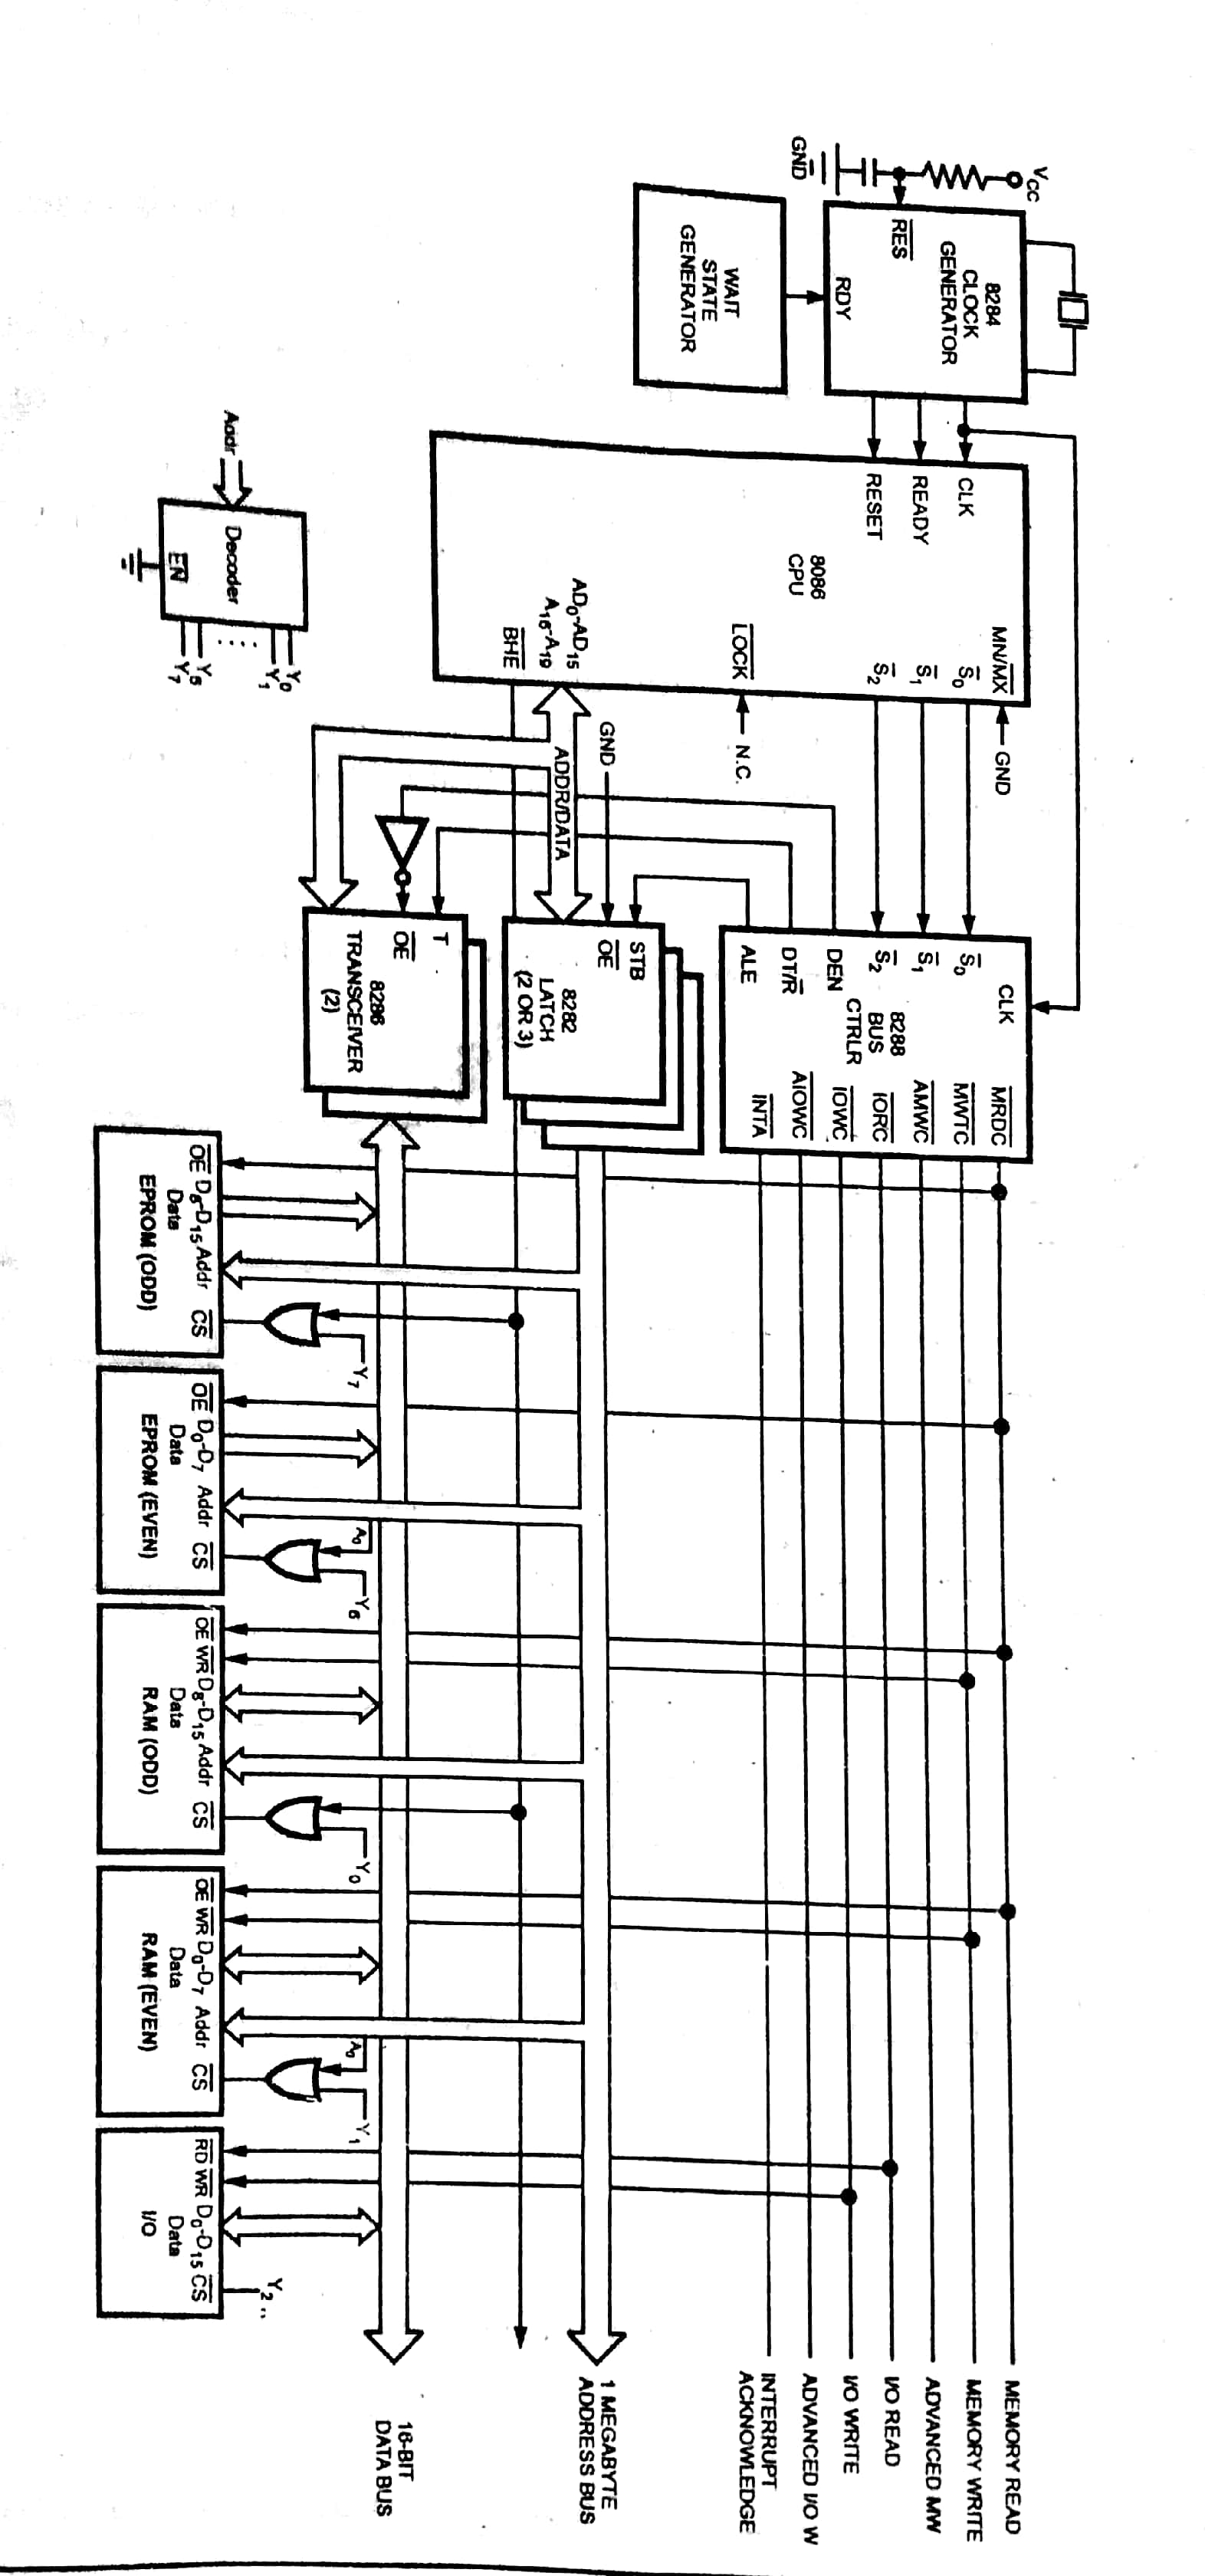 VCC
GND
RES
8284
CLOCK
GENERATOR
RDY
WAIT
STATE
GENERATOR
CLK
READY
RESET
MN/MX
S0
S1
S2
8086
CPU
LOCK
AD0-AD15
A16-A19
BHE
GND
N.C.
GND
ADDR/DATA
CLK
S0
S1
S2
DEN
DT/R
ALE
8288
BUS
CTRLR
MRDC
MWTC
AMWC
IORC
IOWC
AIOWC
INTA
STB
OE
8282
LATCH
(2 OR 3)
T
OE
8286
TRANSCEIVER
(2)
Addr
Decoder
EN
Y0
Y1
Y6
Y7
MEMORY READ
MEMORY WRITE
ADVANCED MW
I/O READ
I/O WRITE
ADVANCED I/O W
INTERRUPT
ACKNOWLEDGE
1 MEGABYTE
ADDRESS BUS
16-BIT
DATA BUS
Y7
OE D8-D15 Addr CS
Data
EPROM (ODD)
A0
Y6
OE D0-D7 Addr CS
Data
EPROM (EVEN)
Y0
OE WR D8-D15 Addr CS
Data
RAM (ODD)
A0
Y1
OE WR D0-D7 Addr CS
Data
RAM (EVEN)
Y2 ..
RD WR D0-D15 CS
Data
I/O